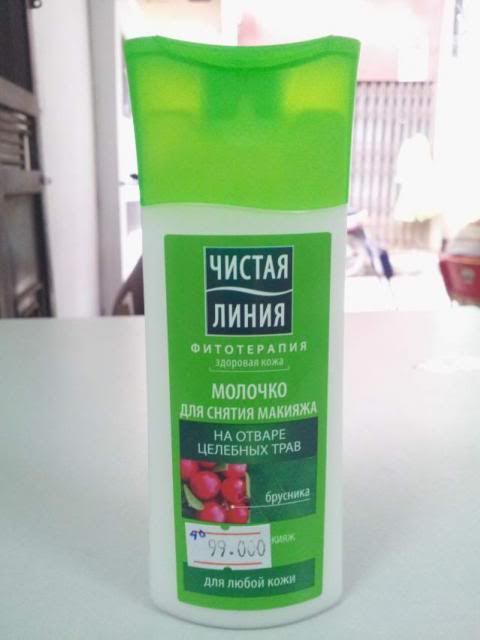 ЧИСТАЯ
ЛИНИЯ
ФИТОТЕРАПИЯ
здоровая кожа
МОЛОЧКО
ДЛЯ СНЯТИЯ МАКИЯЖА
НА ОТВАРЕ
ЦЕЛЕБНЫХ ТРАВ
брусника
99.000
для любой кожи